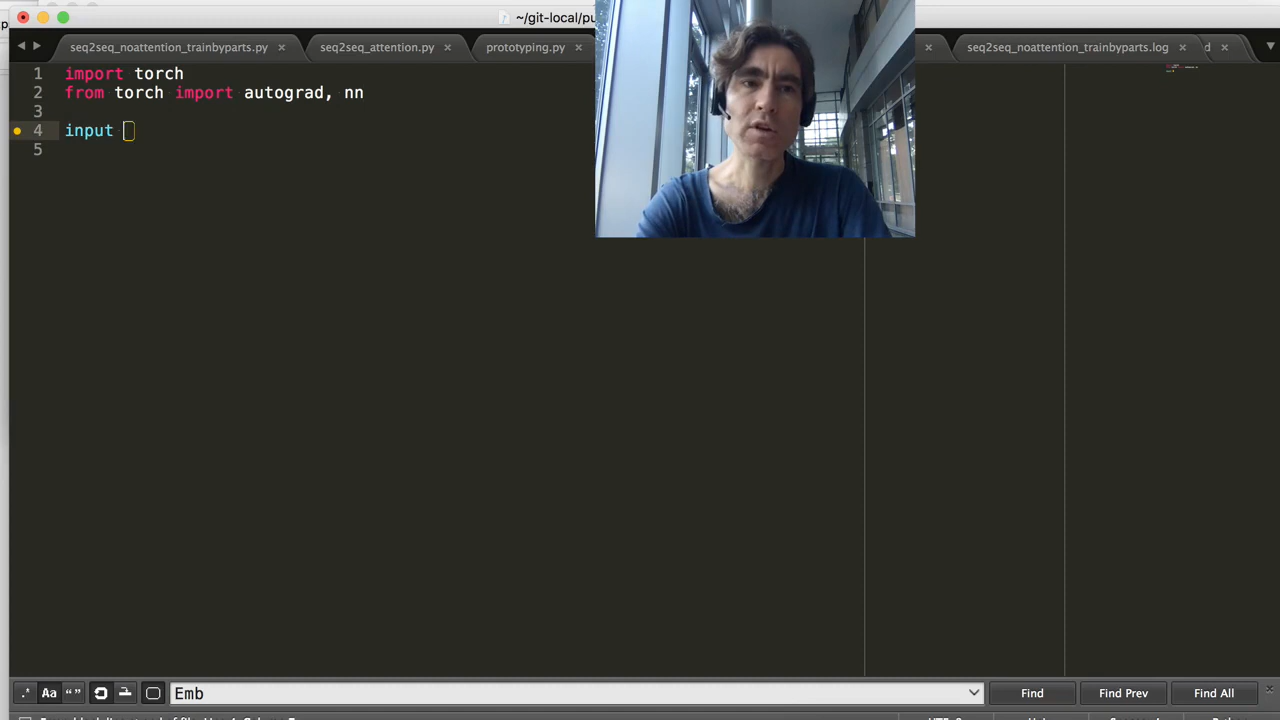 ~/git-local/pu
seq2seq_noattention_trainbyparts.py
seq2seq_attention.py
prototyping.py
seq2seq_noattention_trainbyparts.log
d
1 import torch
2 from torch import autograd, nn
3
4 input
5
.* Aa “”
Emb
Find
Find Prev
Find All